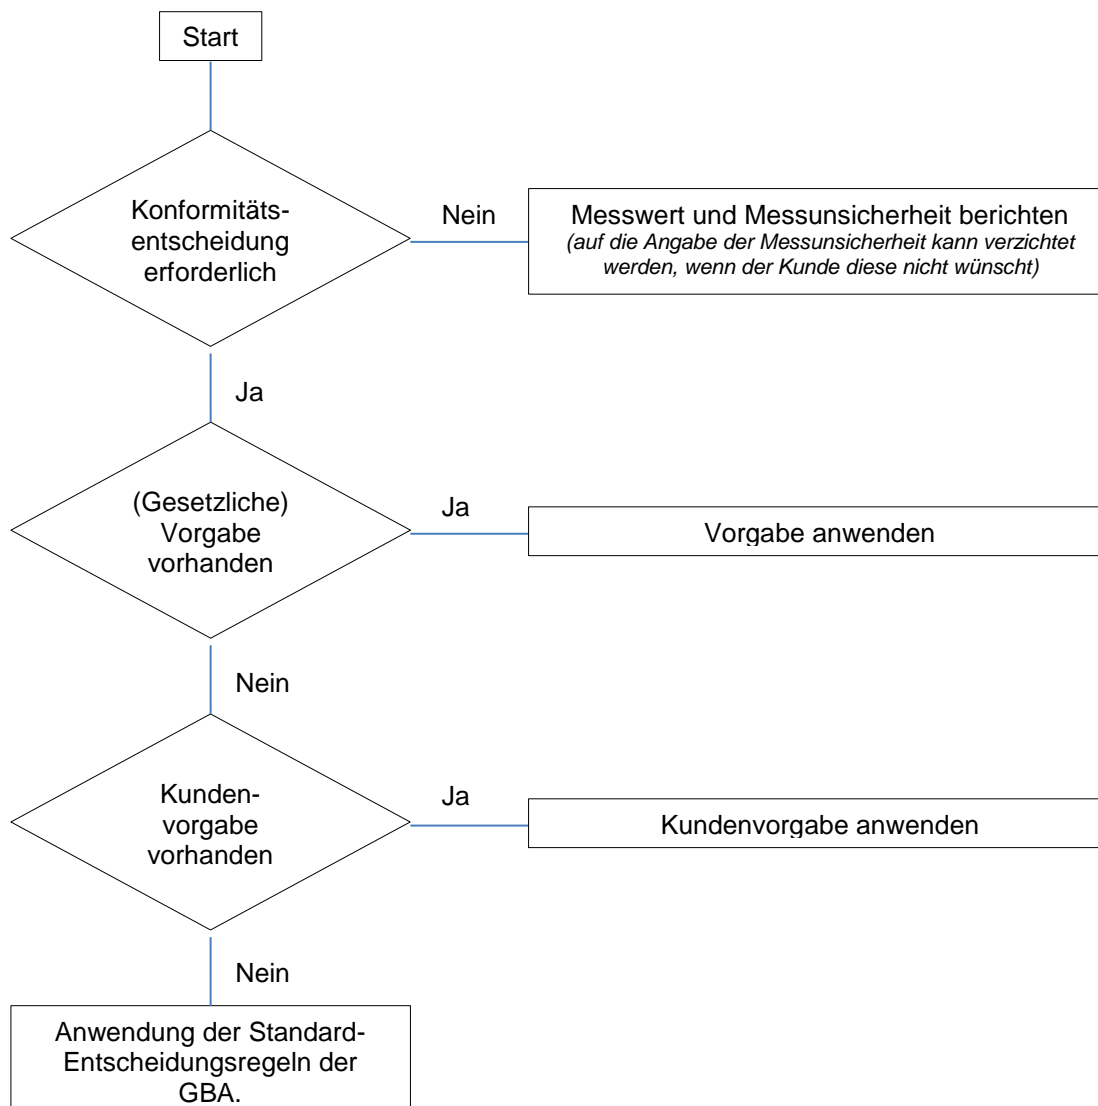 Start
Konformitäts-
entscheidung
erforderlich
Nein
Messwert und Messunsicherheit berichten
(auf die Angabe der Messunsicherheit kann verzichtet
werden, wenn der Kunde diese nicht wünscht)
Ja
(Gesetzliche)
Vorgabe
vorhanden
Ja
Vorgabe anwenden
Nein
Kunden-
vorgabe
vorhanden
Ja
Kundenvorgabe anwenden
Nein
Anwendung der Standard-
Entscheidungsregeln der
GBA.